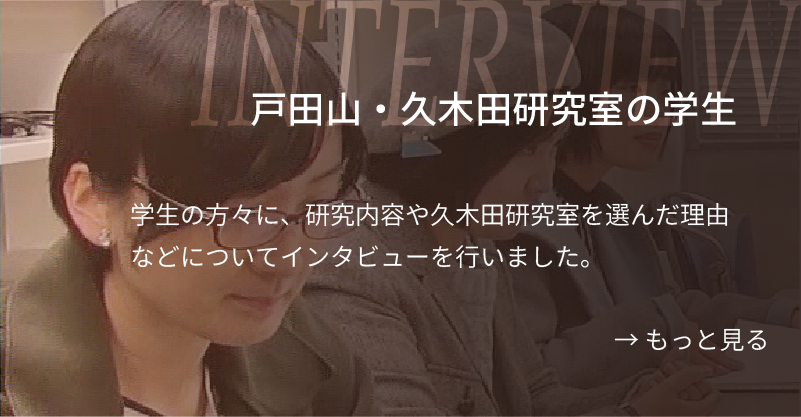 INTERVIEW
戸田山・久木田研究室の学生
学生の方々に、研究内容や久木田研究室を選んだ理由
などについてインタビューを行いました。
→ もっと見る